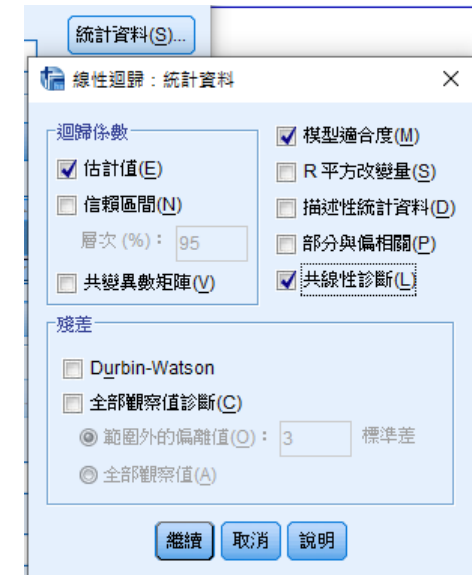 統計資料(S)...
線性迴歸：統計資料
迴歸係數
估計值(E)
信賴區間(N)
層次 (%)： 95
共變異數矩陣(V)
模型適合度(M)
R 平方改變量(S)
描述性統計資料(D)
部分與偏相關(P)
共線性診斷(L)
殘差
Durbin-Watson
全部觀察值診斷(C)
範圍外的偏離值(O)： 3 標準差
全部觀察值(A)
繼續 取消 說明